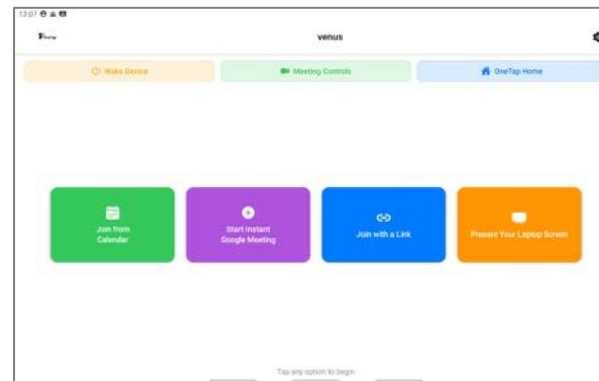 13:07
venus
Wake Device
Meeting Controls
OneTap Home
Join from
Calendar
Start Instant
Google Meeting
Join with a Link
Present Your Laptop Screen
Tap any option to begin